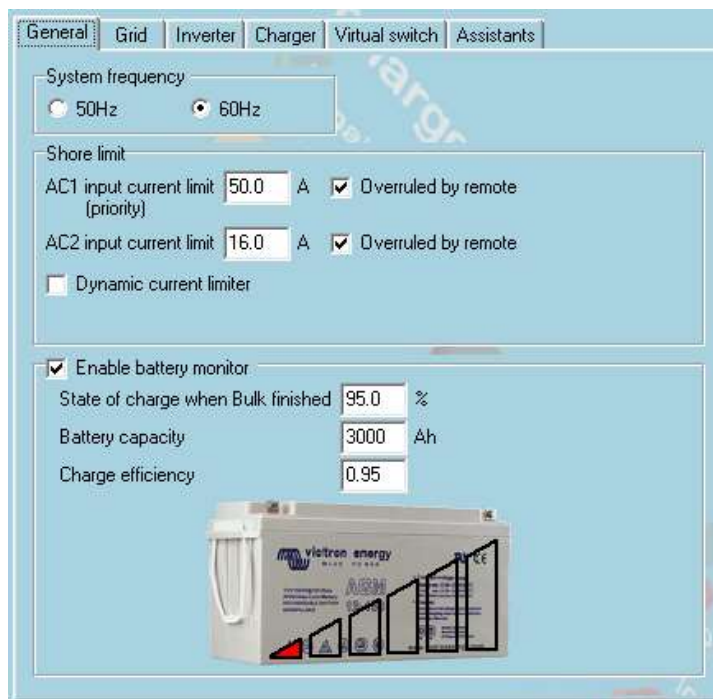 General Grid Inverter Charger Virtual switch Assistants
System frequency
50Hz 60Hz
Shore limit
AC1 input current limit 50.0 A Overruled by remote
(priority)
AC2 input current limit 16.0 A Overruled by remote
Dynamic current limiter
Enable battery monitor
State of charge when Bulk finished 95.0 %
Battery capacity 3000 Ah
Charge efficiency 0.95
victron energy
BLUE POWER
AGM